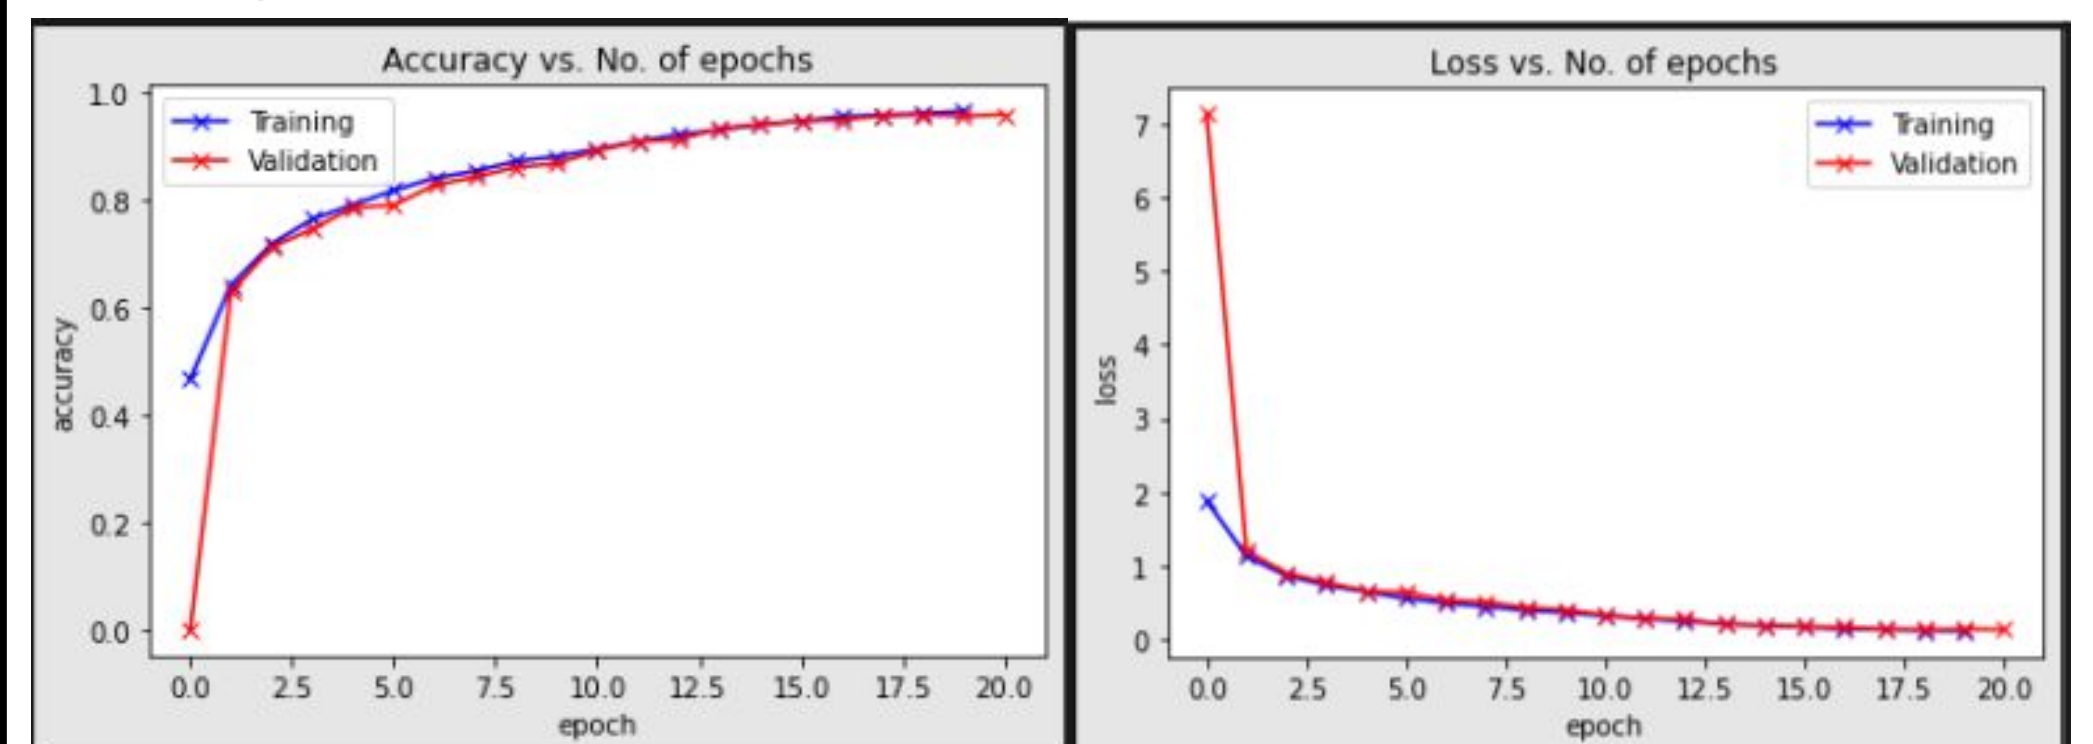 Accuracy vs. No. of epochs
Training
Validation
1.0
0.8
0.6
0.4
0.2
0.0
accuracy
0.0 2.5 5.0 7.5 10.0 12.5 15.0 17.5 20.0
epoch
Loss vs. No. of epochs
Training
Validation
7
6
5
4
3
2
1
0
loss
0.0 2.5 5.0 7.5 10.0 12.5 15.0 17.5 20.0
epoch